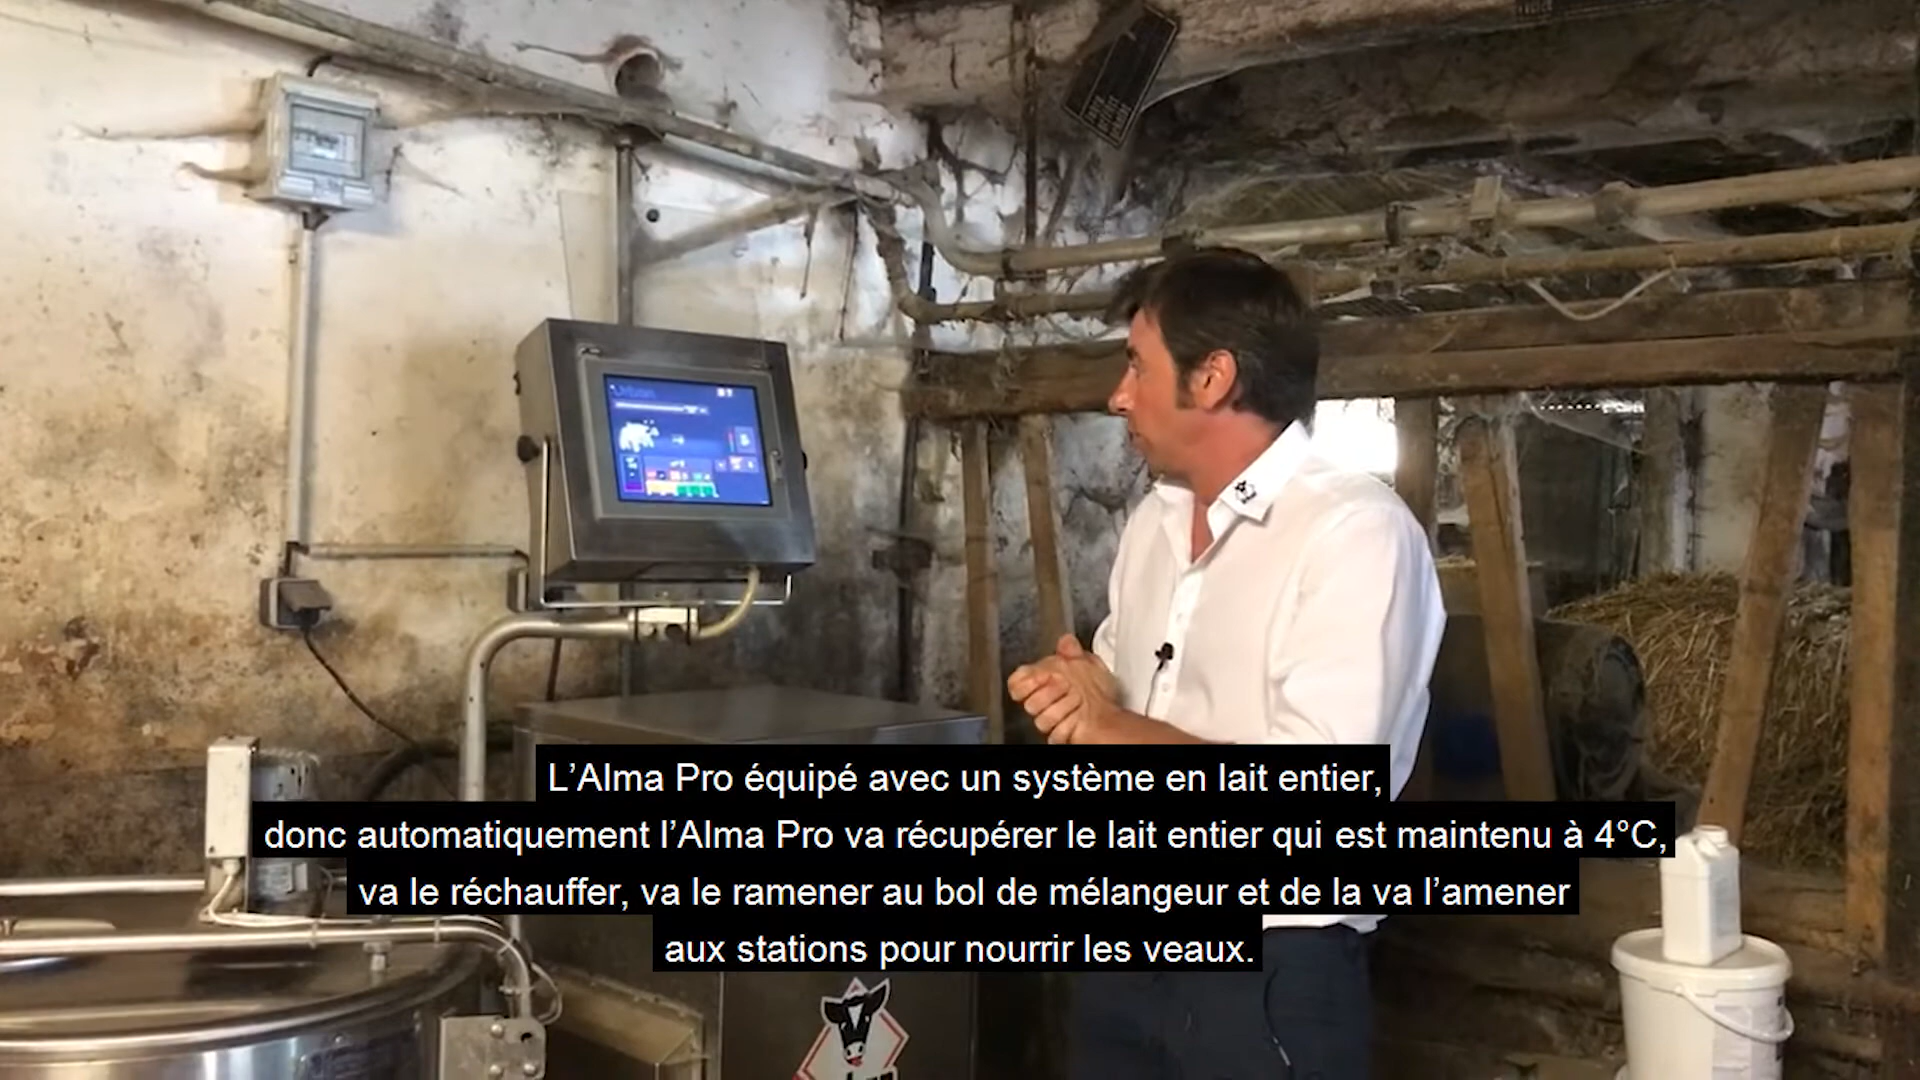 Urban
L’Alma Pro équipé avec un système en lait entier,
donc automatiquement l’Alma Pro va récupérer le lait entier qui est maintenu à 4°C,
va le réchauffer, va le ramener au bol de mélangeur et de la va l’amener
aux stations pour nourrir les veaux.